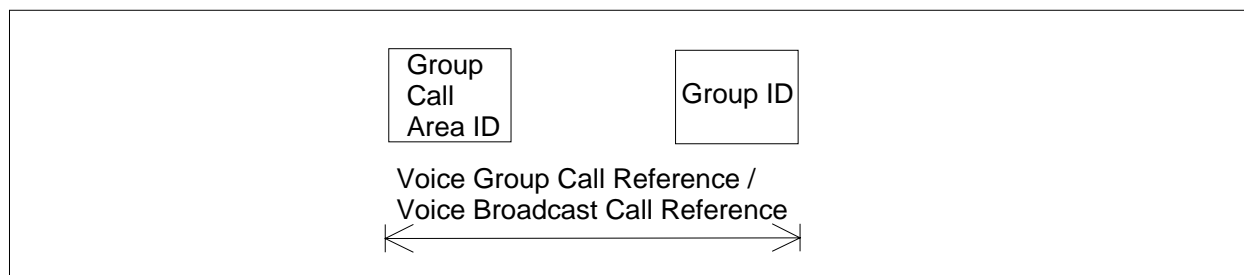 Group
Call
Area ID
Group ID
Voice Group Call Reference /
Voice Broadcast Call Reference